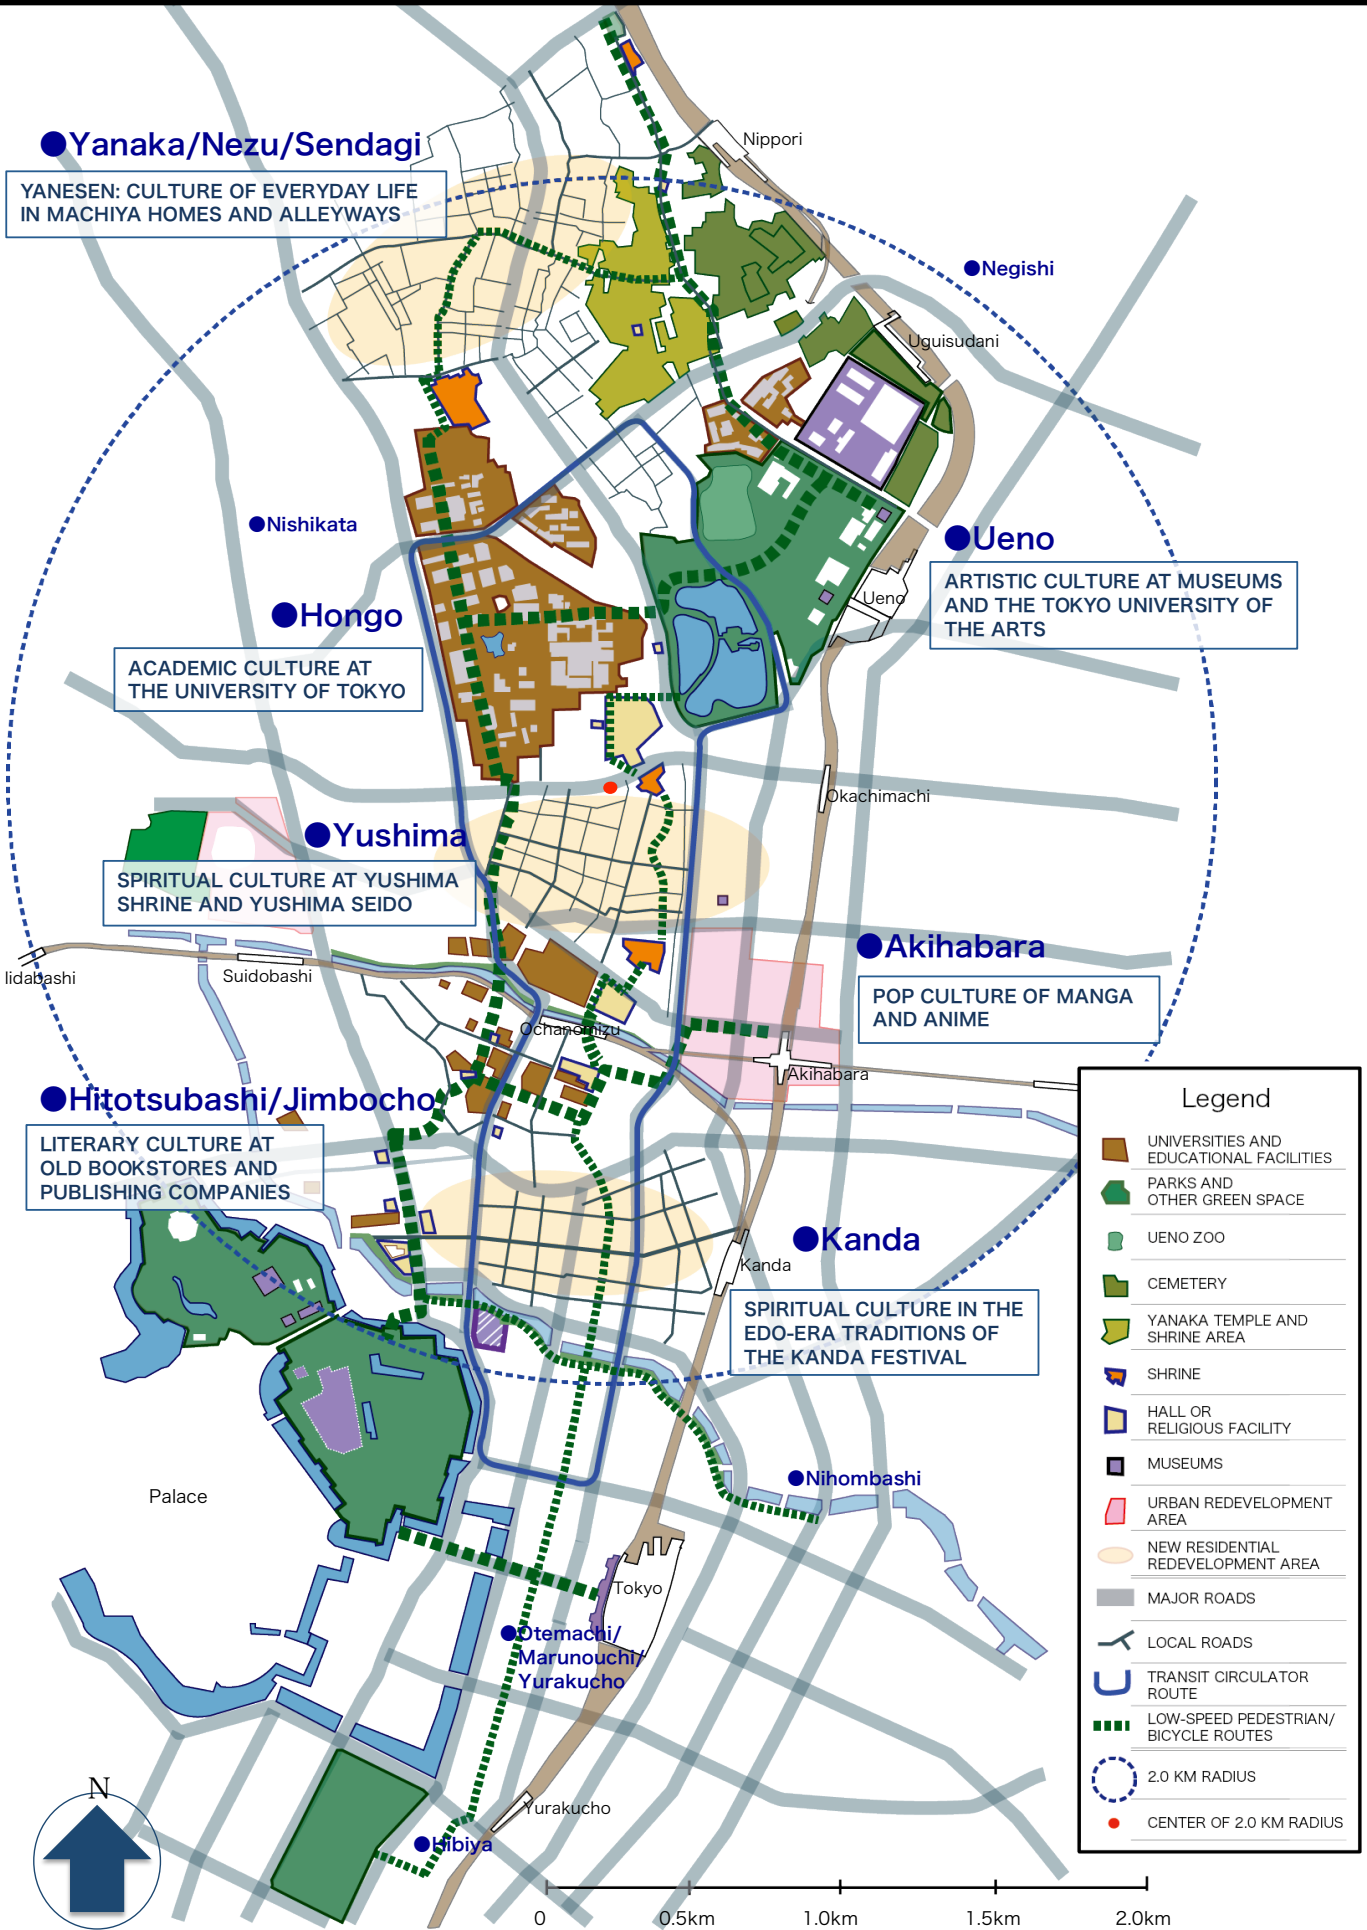 Nippori
Yanaka/Nezu/Sendagi
YANESEN: CULTURE OF EVERYDAY LIFE
IN MACHIYA HOMES AND ALLEYWAYS
Negishi
Uguisudani
Nishikata
Ueno
ARTISTIC CULTURE AT MUSEUMS
AND THE TOKYO UNIVERSITY OF
THE ARTS
Ueno
Hongo
ACADEMIC CULTURE AT
THE UNIVERSITY OF TOKYO
Okachimachi
Yushima
SPIRITUAL CULTURE AT YUSHIMA
SHRINE AND YUSHIMA SEIDO
Akihabara
POP CULTURE OF MANGA
AND ANIME
Iidabashi
Suidobashi
Ochanomizu
Akihabara
Hitotsubashi/Jimbocho
LITERARY CULTURE AT
OLD BOOKSTORES AND
PUBLISHING COMPANIES
Kanda
Kanda
SPIRITUAL CULTURE IN THE
EDO-ERA TRADITIONS OF
THE KANDA FESTIVAL
Nihombashi
Palace
Tokyo
Otemachi/
Marunouchi/
Yurakucho
Yurakucho
Hibiya
N
0
0.5km
1.0km
1.5km
2.0km
Legend
UNIVERSITIES AND
EDUCATIONAL FACILITIES
PARKS AND
OTHER GREEN SPACE
UENO ZOO
CEMETERY
YANAKA TEMPLE AND
SHRINE AREA
SHRINE
HALL OR
RELIGIOUS FACILITY
MUSEUMS
URBAN REDEVELOPMENT
AREA
NEW RESIDENTIAL
REDEVELOPMENT AREA
MAJOR ROADS
LOCAL ROADS
TRANSIT CIRCULATOR
ROUTE
LOW-SPEED PEDESTRIAN/
BICYCLE ROUTES
2.0 KM RADIUS
CENTER OF 2.0 KM RADIUS